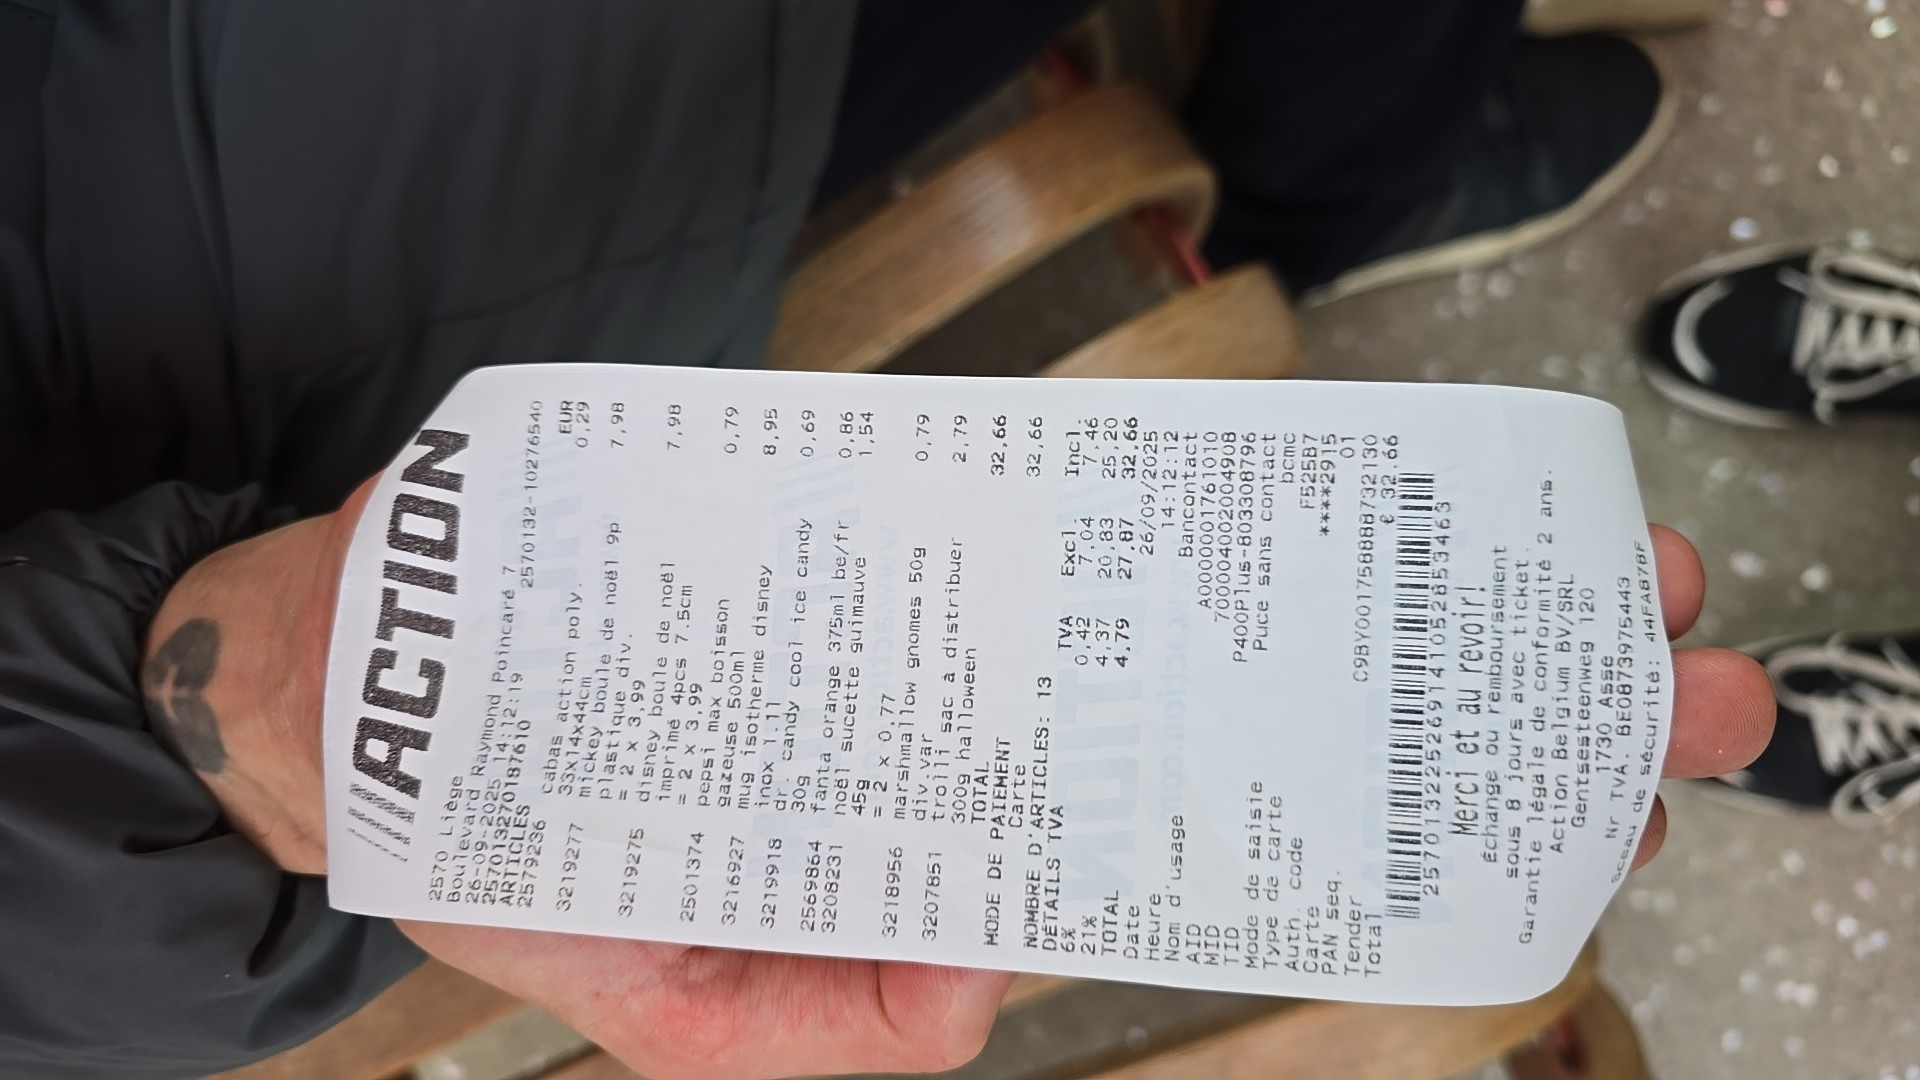 ///ACTION
2570 Liège
Boulevard Raymond poincaré 7
26-09-2025 14:12:19 2570132-10276540
2570132701187610
ARTICLES EUR
2579236 cabas action poly. 0,29
33x14x44cm
3219277 mickey boule de noël 9p 7,98
plastique div.
= 2 x 3,99
3219275 disney boule de noël 7,98
imprimé 4pcs 7.5cm
= 2 x 3,99
2501374 pepsi max boisson 0,79
gazeuse 500ml
3216927 mug isotherme disney 8,95
inox 1.1l
3219918 dr. candy cool ice candy 0,69
30g
2569864 fanta orange 375ml be/fr 0,86
3208231 noël sucette guimauve 1,54
45g
= 2 x 0,77
3218956 marshmallow gnomes 50g 0,79
div.var
3207851 trolli sac à distribuer 2,79
300g halloween
TOTAL 32,66
MODE DE PAIEMENT
Carte 32,66
NOMBRE D'ARTICLES: 13
DÉTAILS TVA TVA Excl. Incl.
6% 0,42 7,04 7,46
21% 4,37 20,83 25,20
TOTAL 4,79 27,87 32,66
Date 26/09/2025
Heure 14:12:12
Nom d'usage Bancontact
AID A0000001761010
MID 700004002004908
TID P400Plus-803308796
Mode de saisie Puce sans contact
Type de carte bcmc
Auth. code F525B7
Carte ****2915
PAN seq. 01
Tender C9BY001758888732130
Total € 32.66
257013225269141052853463
Merci et au revoir!
Échange ou remboursement
sous 8 jours avec ticket.
Garantie légale de conformité 2 ans.
Action Belgium BV/SRL
Gentsesteenweg 120
1730 Asse
Nr TVA. BE0873975443
Sceau de sécurité: 44FAB7BF